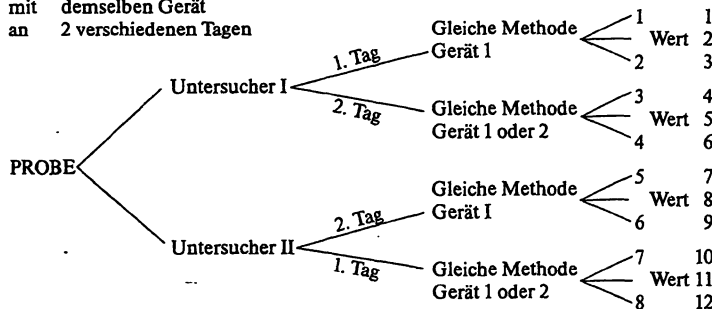 mit demselben Gerät
an 2 verschiedenen Tagen
PROBE
Untersucher I
1. Tag
Gleiche Methode
Gerät 1
1 1
Wert 2
2 3
2. Tag
Gleiche Methode
Gerät 1 oder 2
3 4
Wert 5
4 6
Untersucher II
2. Tag
Gleiche Methode
Gerät I
5 7
Wert 8
6 9
1. Tag
Gleiche Methode
Gerät 1 oder 2
7 10
Wert 11
8 12